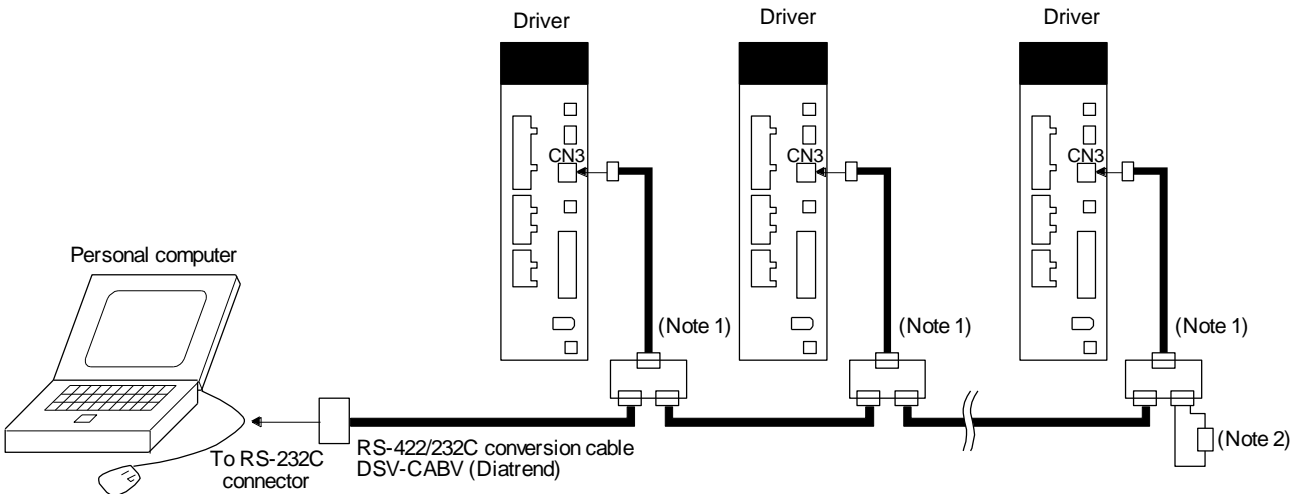 Driver
Driver
Driver
CN3
CN3
CN3
Personal computer
(Note 1)
(Note 1)
(Note 1)
To RS-232C
connector
RS-422/232C conversion cable
DSV-CABV (Diatrend)
(Note 2)